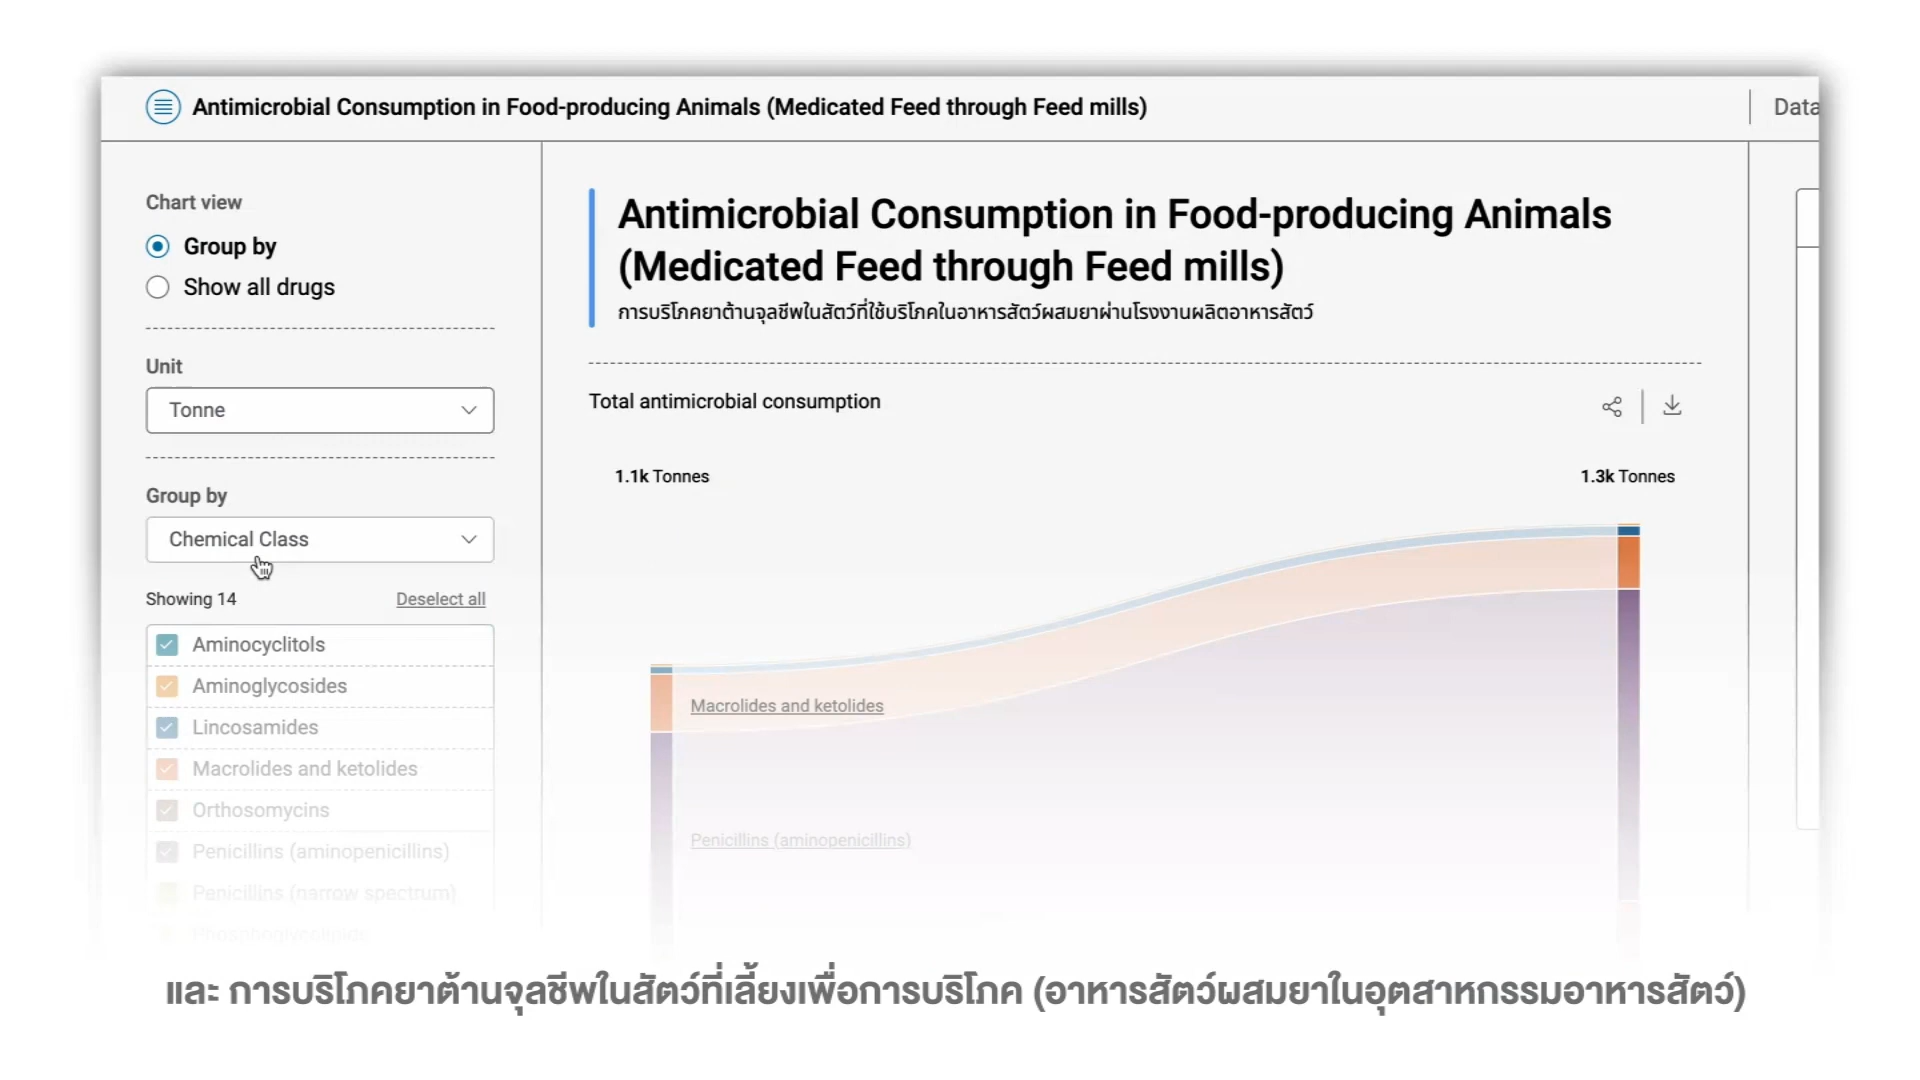 Antimicrobial Consumption in Food-producing Animals (Medicated Feed through Feed mills)
Data
Chart view
Group by
Show all drugs
Unit
Tonne
Group by
Chemical Class
Showing 14
Deselect all
Aminocyclitols
Aminoglycosides
Lincosamides
Macrolides and ketolides
Orthosomycins
Penicillins (aminopenicillins)
Penicillins (narrow spectrum)
Antimicrobial Consumption in Food-producing Animals
(Medicated Feed through Feed mills)
การบริโภคยาต้านจุลชีพในสัตว์ที่ใช้บริโภคในอาหารสัตว์ผสมยาผ่านโรงงานผลิตอาหารสัตว์
Total antimicrobial consumption
1.1k Tonnes
1.3k Tonnes
Macrolides and ketolides
Penicillins (aminopenicillins)
และ การบริโภคยาต้านจุลชีพในสัตว์ที่เลี้ยงเพื่อการบริโภค (อาหารสัตว์ผสมยาในอุตสาหกรรมอาหารสัตว์)